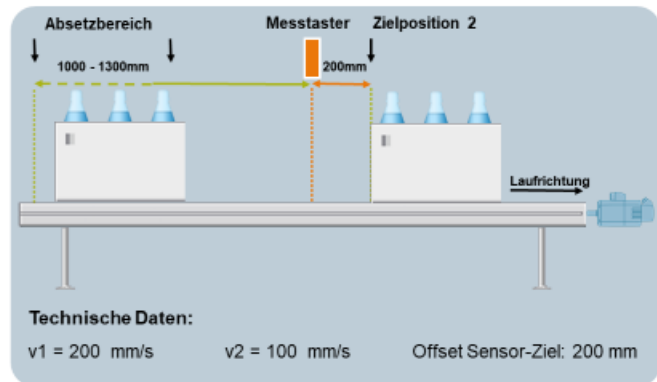 Absetzbereich Messtaster Zielposition 2
1000 - 1300mm 200mm
Laufrichtung
Technische Daten:
v1 = 200 mm/s v2 = 100 mm/s Offset Sensor-Ziel: 200 mm